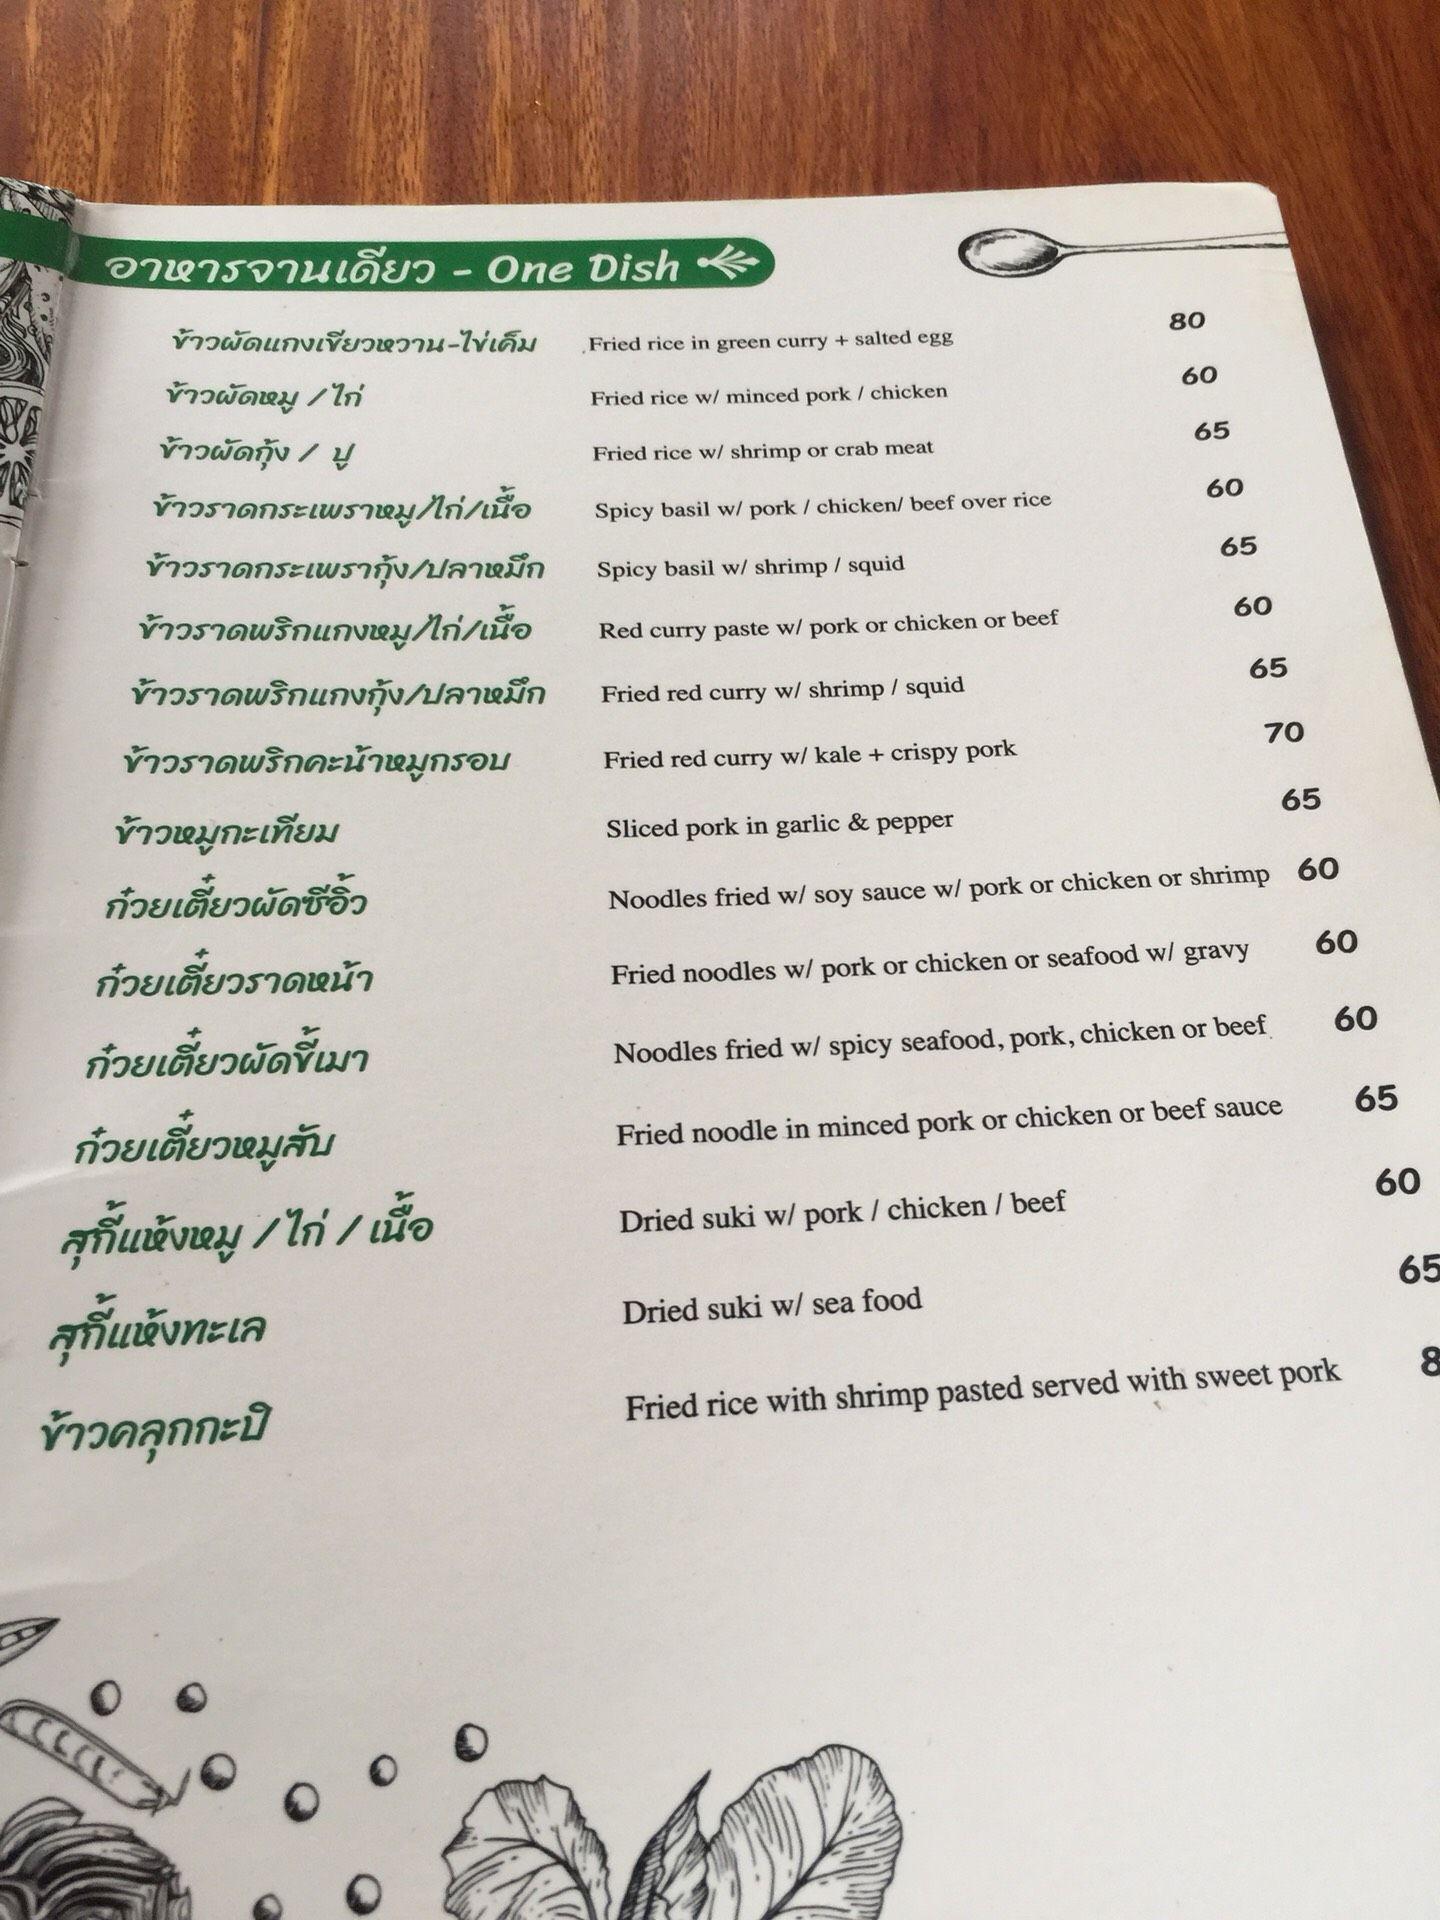 อาหารจานเดียว - One Dish
ข้าวผัดแกงเขียวหวาน-ไข่เค็ม Fried rice in green curry + salted egg 80
ข้าวผัดหมู / ไก่ Fried rice w/ minced pork / chicken 60
ข้าวผัดกุ้ง / ปู Fried rice w/ shrimp or crab meat 65
ข้าวราดกระเพราหมู/ไก่/เนื้อ Spicy basil w/ pork / chicken/ beef over rice 60
ข้าวราดกระเพรากุ้ง/ปลาหมึก Spicy basil w/ shrimp / squid 65
ข้าวราดพริกแกงหมู/ไก่/เนื้อ Red curry paste w/ pork or chicken or beef 60
ข้าวราดพริกแกงกุ้ง/ปลาหมึก Fried red curry w/ shrimp / squid 65
ข้าวราดพริกคะน้าหมูกรอบ Fried red curry w/ kale + crispy pork 70
ข้าวหมูกะเทียม Sliced pork in garlic & pepper 65
ก๋วยเตี๋ยวผัดซีอิ้ว Noodles fried w/ soy sauce w/ pork or chicken or shrimp 60
ก๋วยเตี๋ยวราดหน้า Fried noodles w/ pork or chicken or seafood w/ gravy 60
ก๋วยเตี๋ยวผัดขี้เมา Noodles fried w/ spicy seafood, pork, chicken or beef 60
ก๋วยเตี๋ยวหมูสับ Fried noodle in minced pork or chicken or beef sauce 65
สุกี้แห้งหมู / ไก่ / เนื้อ Dried suki w/ pork / chicken / beef 60
สุกี้แห้งทะเล Dried suki w/ sea food 65
ข้าวคลุกกะปิ Fried rice with shrimp pasted served with sweet pork 8